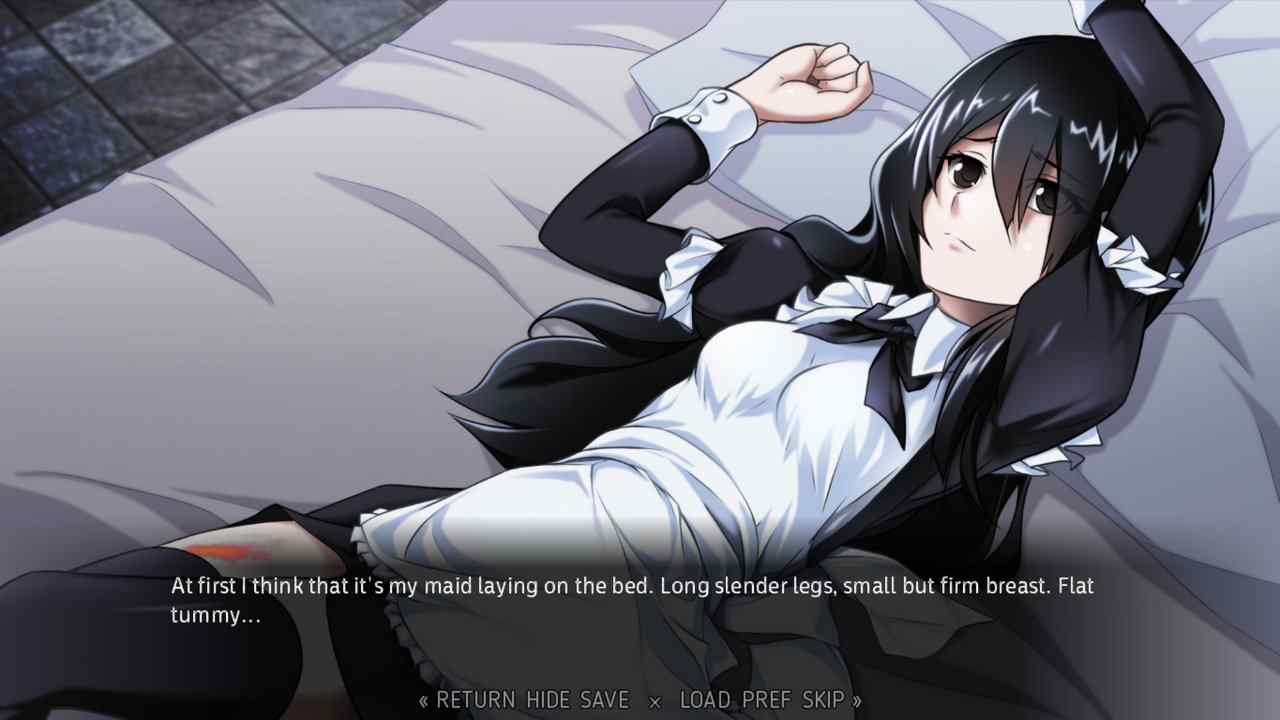 At first I think that it's my maid laying on the bed. Long slender legs, small but firm breast. Flat
tummy...
« RETURN HIDE SAVE × LOAD PREF SKIP »